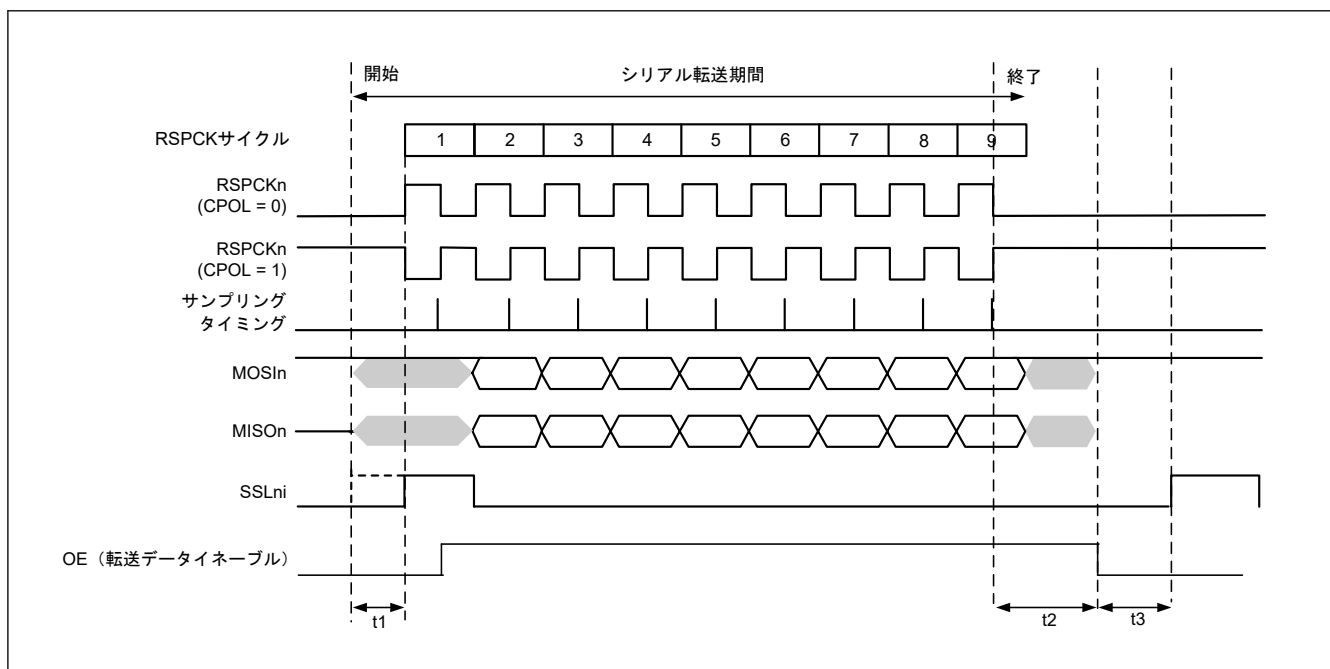 開始
シリアル転送期間
終了
RSPCKサイクル
1 2 3 4 5 6 7 8 9
RSPCKn
(CPOL = 0)
RSPCKn
(CPOL = 1)
サンプリング
タイミング
MOSIn
MISOn
SSLni
OE（転送データイネーブル）
t1
t2
t3